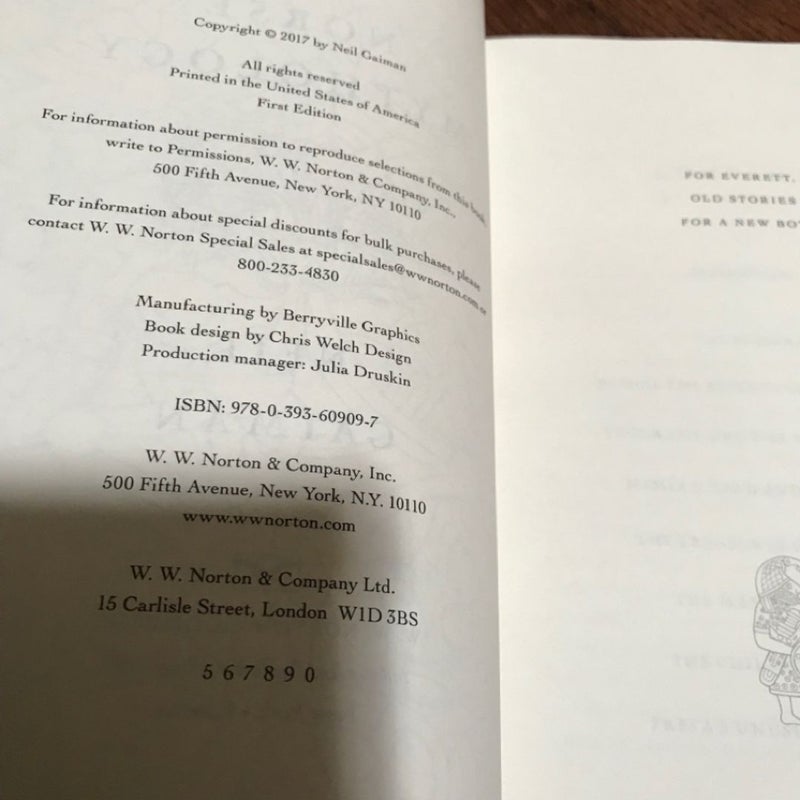 Copyright © 2017 by Neil Gaiman
All rights reserved
Printed in the United States of America
First Edition
For information about permission to reproduce selections from this book,
write to Permissions, W. W. Norton & Company, Inc.,
500 Fifth Avenue, New York, NY 10110
For information about special discounts for bulk purchases, please
contact W. W. Norton Special Sales at specialsales@wwnorton.com or
800-233-4830
Manufacturing by Berryville Graphics
Book design by Chris Welch Design
Production manager: Julia Druskin
ISBN: 978-0-393-60909-7
W. W. Norton & Company, Inc.
500 Fifth Avenue, New York, N.Y. 10110
www.wwnorton.com
W. W. Norton & Company Ltd.
15 Carlisle Street, London W1D 3BS
5 6 7 8 9 0
FOR EVERETT,
OLD STORIES
FOR A NEW BOY